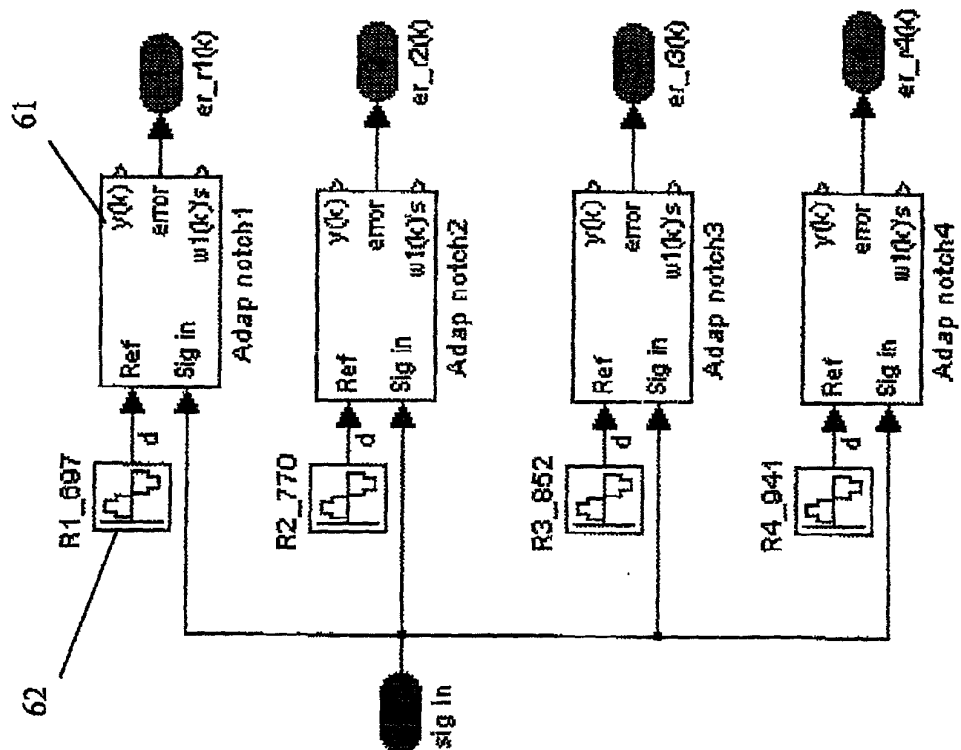 61
62
R1_697
d
Ref
Sig in
y(k)
error
w1(k)'s
Adap notch1
er_r1(k)
R2_770
d
Ref
Sig in
y(k)
error
w1(k)'s
Adap notch2
er_r2(k)
sig in
R3_852
d
Ref
Sig in
y(k)
error
w1(k)'s
Adap notch3
er_r3(k)
R4_941
d
Ref
Sig in
y(k)
error
w1(k)'s
Adap notch4
er_r4(k)